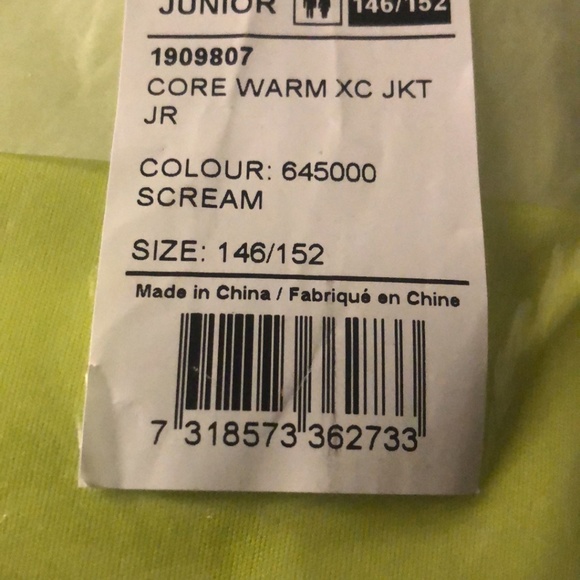 JUNIOR 146/152
1909807
CORE WARM XC JKT
JR
COLOUR: 645000
SCREAM
SIZE: 146/152
Made in China / Fabriqué en Chine
7 318573 362733